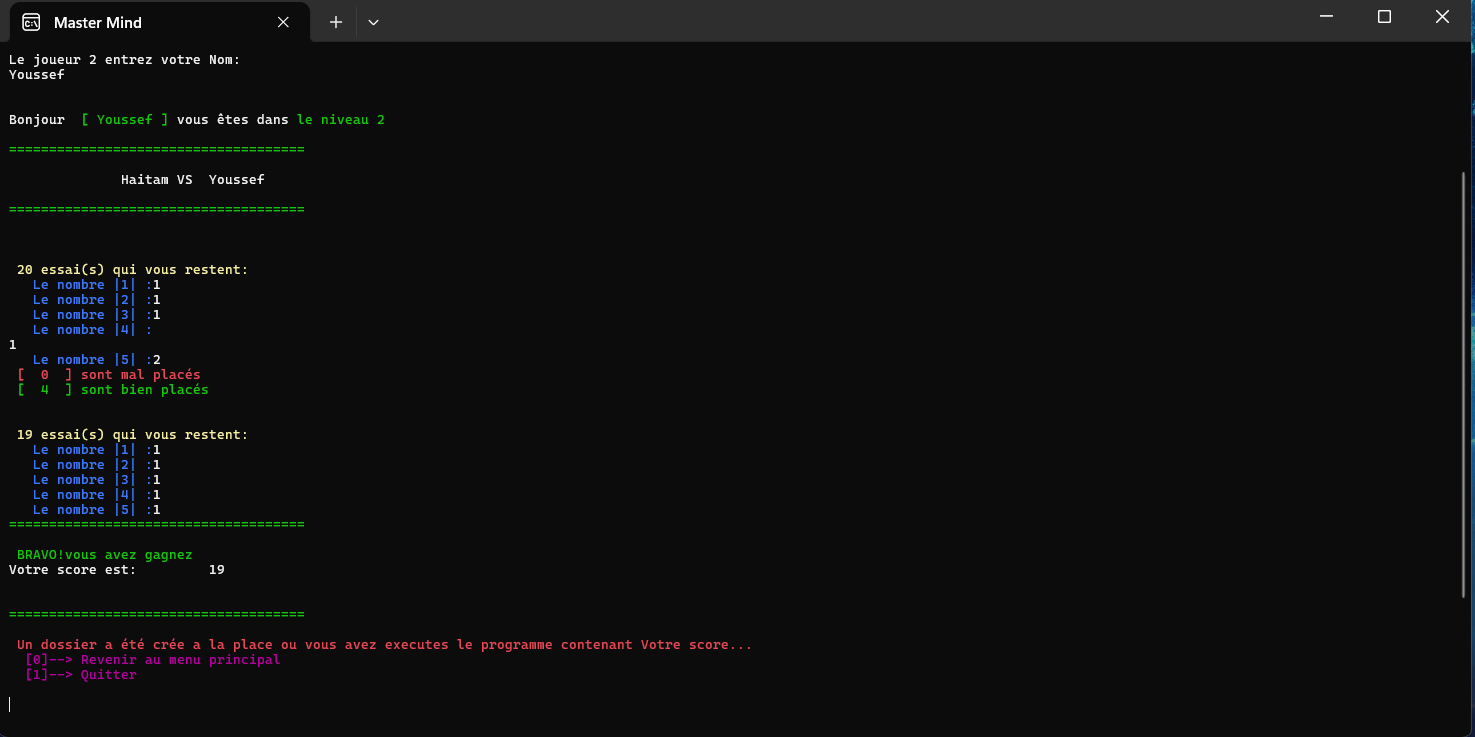 Master Mind
Le joueur 2 entrez votre Nom:
Youssef
Bonjour  [ Youssef ] vous êtes dans le niveau 2
=====================================
Haitam VS  Youssef
=====================================
20 essai(s) qui vous restent:
Le nombre |1| :1
Le nombre |2| :1
Le nombre |3| :1
Le nombre |4| :
1
Le nombre |5| :2
[  0  ] sont mal placés
[  4  ] sont bien placés
19 essai(s) qui vous restent:
Le nombre |1| :1
Le nombre |2| :1
Le nombre |3| :1
Le nombre |4| :1
Le nombre |5| :1
=====================================
BRAVO!vous avez gagnez
Votre score est:         19
=====================================
Un dossier a été crée a la place ou vous avez executes le programme contenant Votre score...
[0]--> Revenir au menu principal
[1]--> Quitter